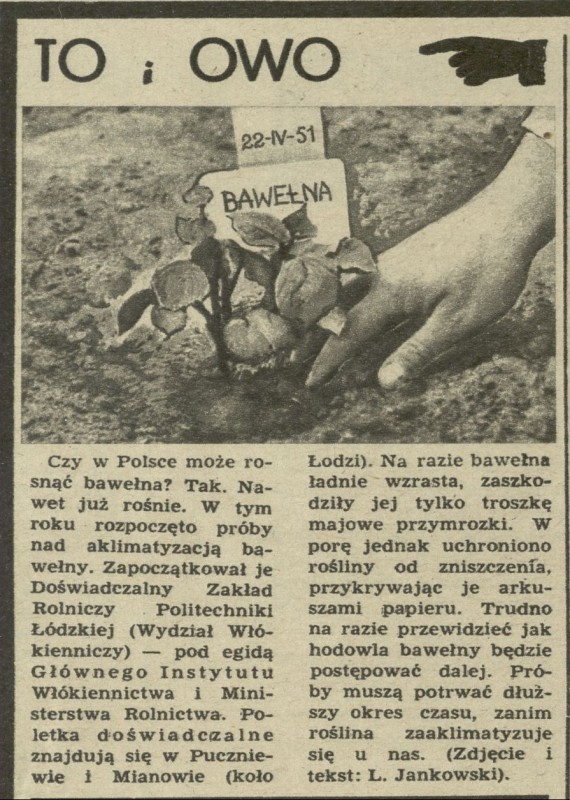 TO i OWO
22-IV-51
BAWEŁNA
Czy w Polsce może ro-
snąć bawełna? Tak. Na-
wet już rośnie. W tym
roku rozpoczęto próby
nad aklimatyzacją ba-
wełny. Zapoczątkował je
Doświadczalny Zakład
Rolniczy Politechniki
Łódzkiej (Wydział Włó-
kienniczy) — pod egidą
Głównego Instytutu
Włókiennictwa i Mini-
sterstwa Rolnictwa. Po-
letka doświadczalne
znajdują się w Puczni­e-
wie i Mianowie (koło
Łodzi). Na razie bawełna
ładnie wzrasta, zaszko-
dziły jej tylko troszkę
majowe przymrozki. W
porę jednak uchroniono
rośliny od zniszczenia,
przykrywając je arku-
szami papieru. Trudno
na razie przewidzieć jak
hodowla bawełny będzie
postępować dalej. Pró-
by muszą potrwać dłuż-
szy okres czasu, zanim
roślina zaaklimatyzuje
się u nas. (Zdjęcie i
tekst: L. Jankowski).